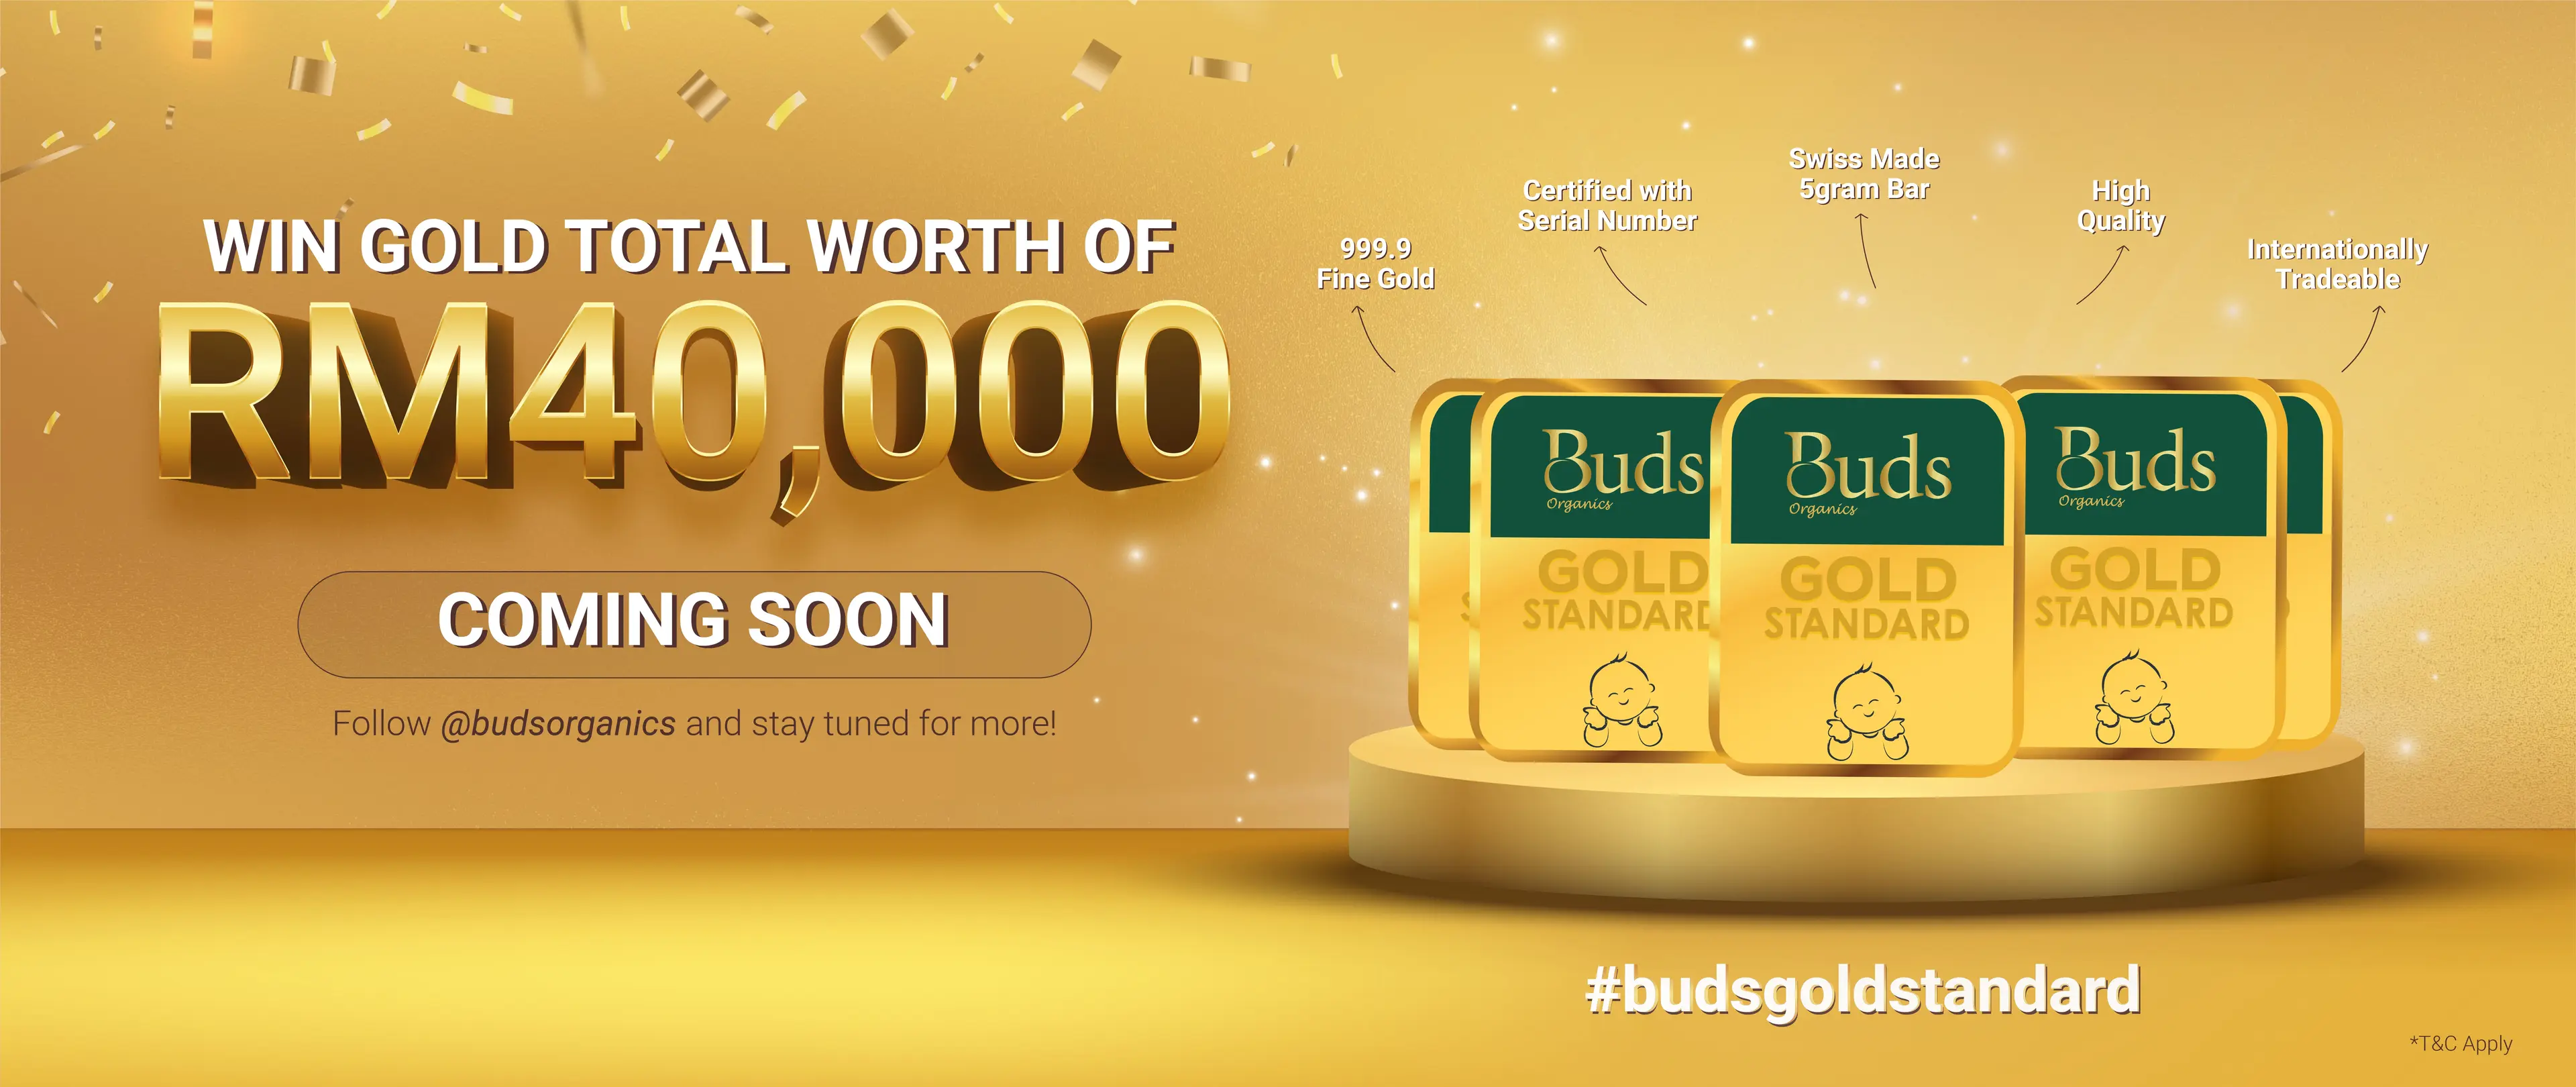 WIN GOLD TOTAL WORTH OF
RM40,000
COMING SOON
Follow @budsorganics and stay tuned for more!
999.9
Fine Gold
Certified with
Serial Number
Swiss Made
5gram Bar
High
Quality
Internationally
Tradeable
Buds
Organics
GOLD
STANDARD
Buds
Organics
GOLD
STANDARD
Buds
Organics
GOLD
STANDARD
#budsgoldstandard
*T&C Apply